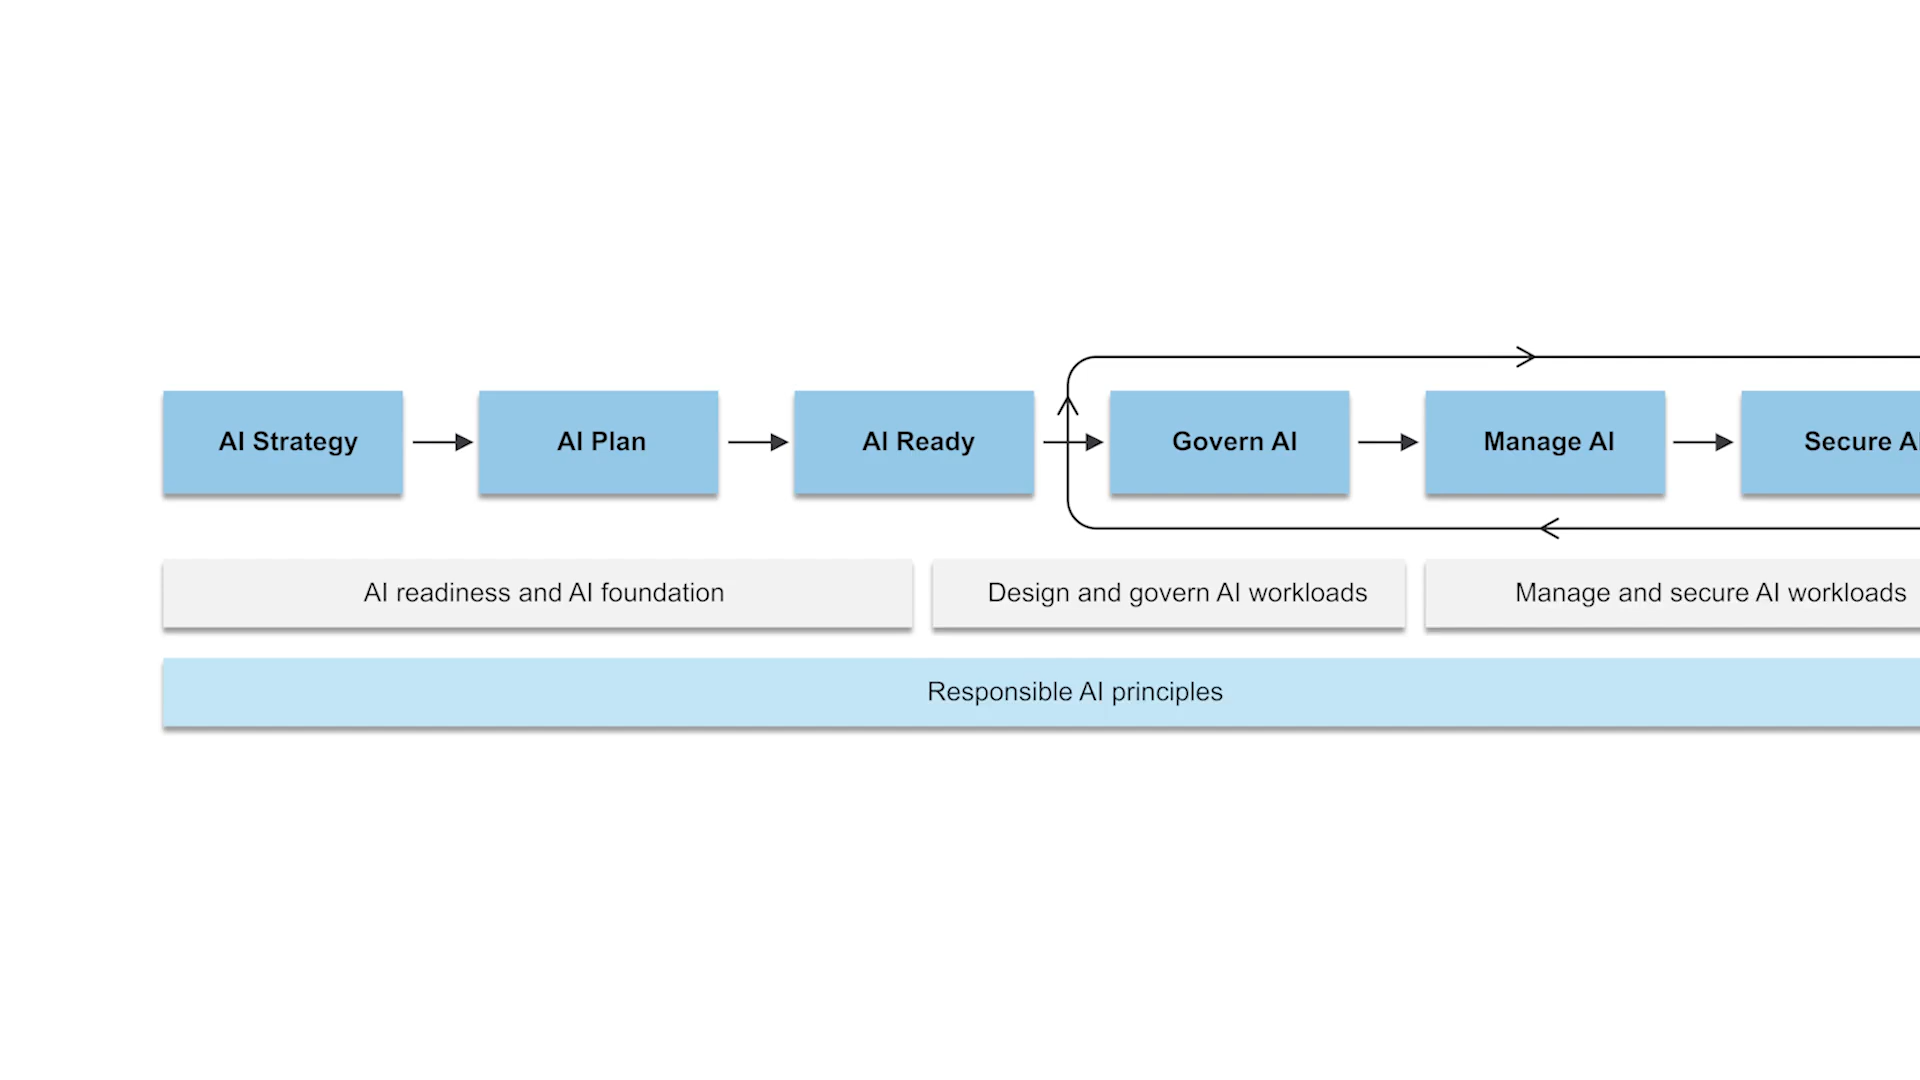 AI Strategy
AI Plan
AI Ready
Govern AI
Manage AI
Secure AI
AI readiness and AI foundation
Design and govern AI workloads
Manage and secure AI workloads
Responsible AI principles